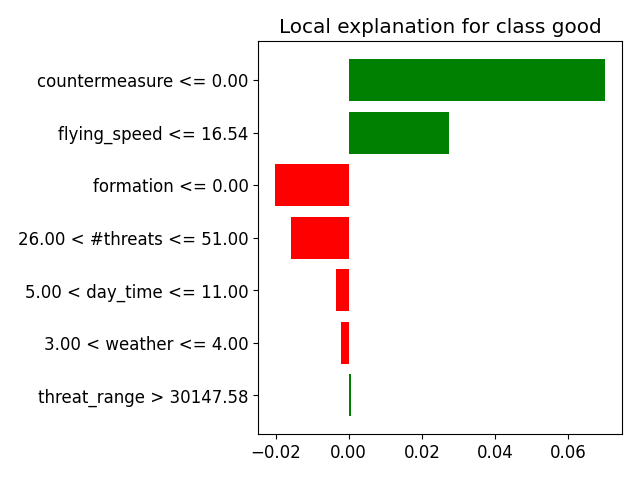 Local explanation for class good
countermeasure <= 0.00
flying_speed <= 16.54
formation <= 0.00
26.00 < #threats <= 51.00
5.00 < day_time <= 11.00
3.00 < weather <= 4.00
threat_range > 30147.58
−0.02 0.00 0.02 0.04 0.06